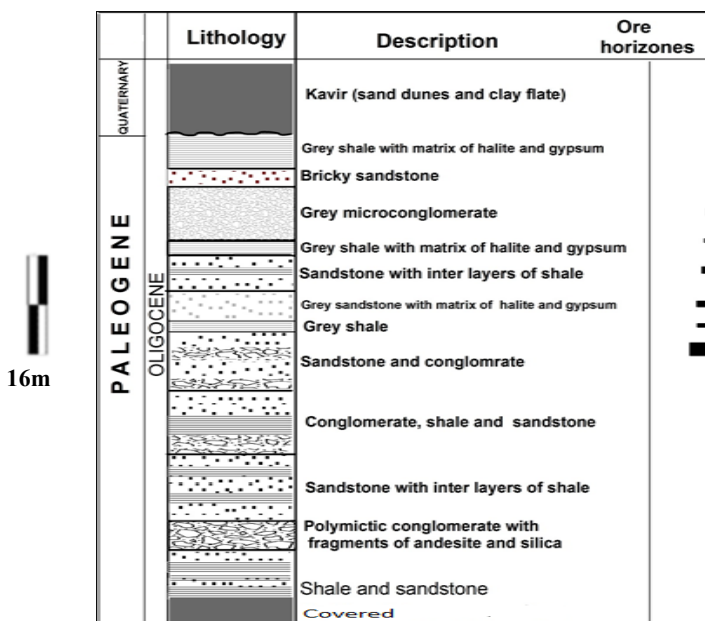 Lithology
Description
Ore
horizones
QUATERNARY
Kavir (sand dunes and clay flate)
PALEOGENE
OLIGOCENE
Grey shale with matrix of halite and gypsum
Bricky sandstone
Grey microconglomerate
Grey shale with matrix of halite and gypsum
Sandstone with inter layers of shale
Grey sandstone with matrix of halite and gypsum
Grey shale
16m
Sandstone and conglomrate
Conglomerate, shale and sandstone
Sandstone with inter layers of shale
Polymictic conglomerate with
fragments of andesite and silica
Shale and sandstone
Covered